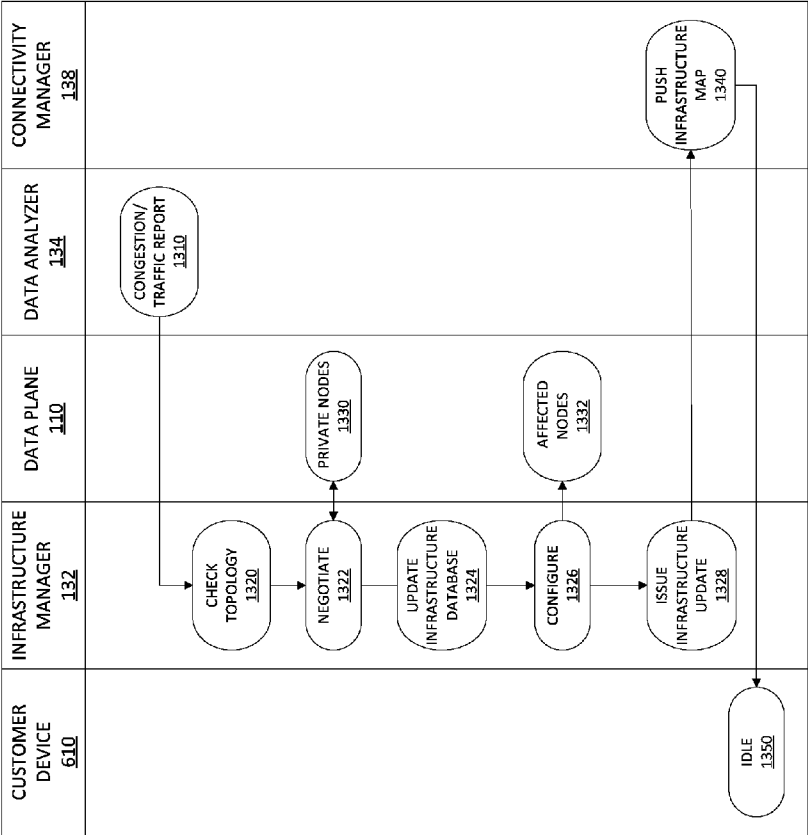 CUSTOMER
DEVICE
610
INFRASTRUCTURE
MANAGER
132
DATA PLANE
110
DATA ANALYZER
134
CONNECTIVITY
MANAGER
138
CONGESTION/
TRAFFIC REPORT
1310
CHECK
TOPOLOGY
1320
NEGOTIATE
1322
PRIVATE NODES
1330
UPDATE
INFRASTRUCTURE
DATABASE
1324
CONFIGURE
1326
AFFECTED
NODES
1332
ISSUE
INFRASTRUCTURE
UPDATE
1328
PUSH
INFRASTRUCTURE
MAP
1340
IDLE
1350